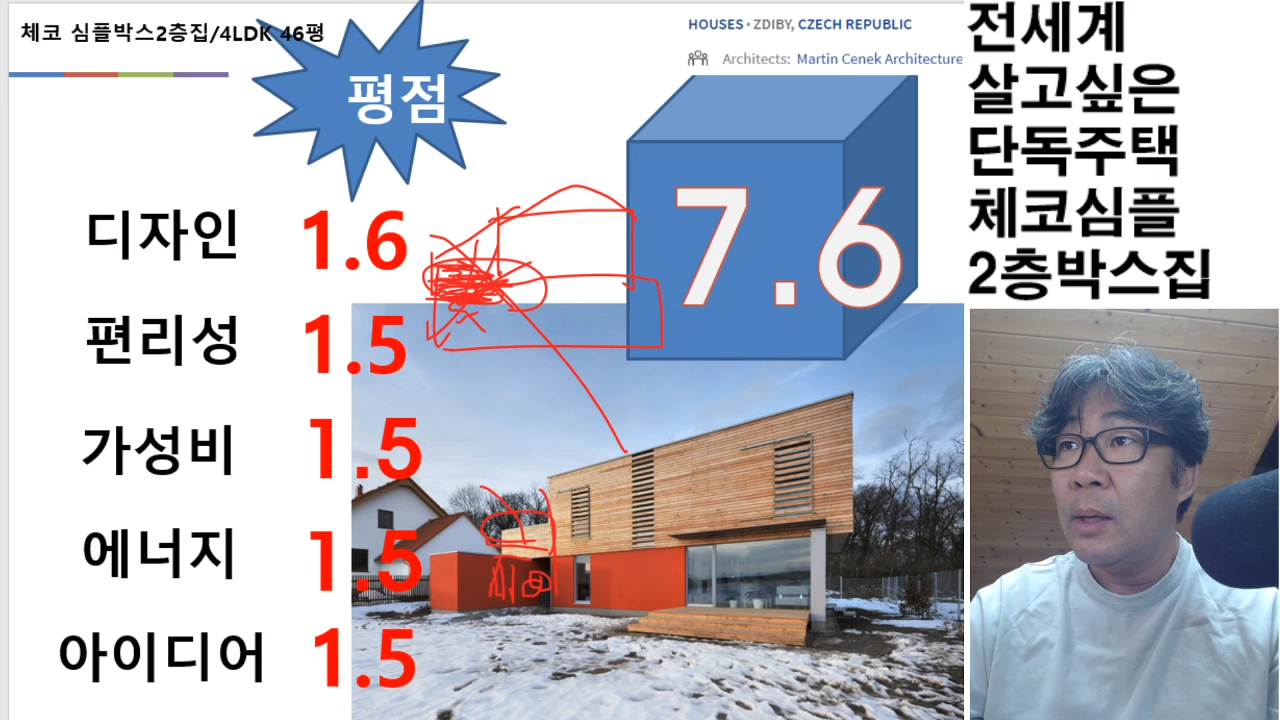 체코 심플박스2층집/4LDK 46평
평점
HOUSES • ZDIBY, CZECH REPUBLIC
Architects: Martin Cenek Architecture
7.6
디자인 1.6
편리성 1.5
가성비 1.5
에너지 1.5
아이디어 1.5
전세계
살고싶은
단독주택
체코심플
2층박스집